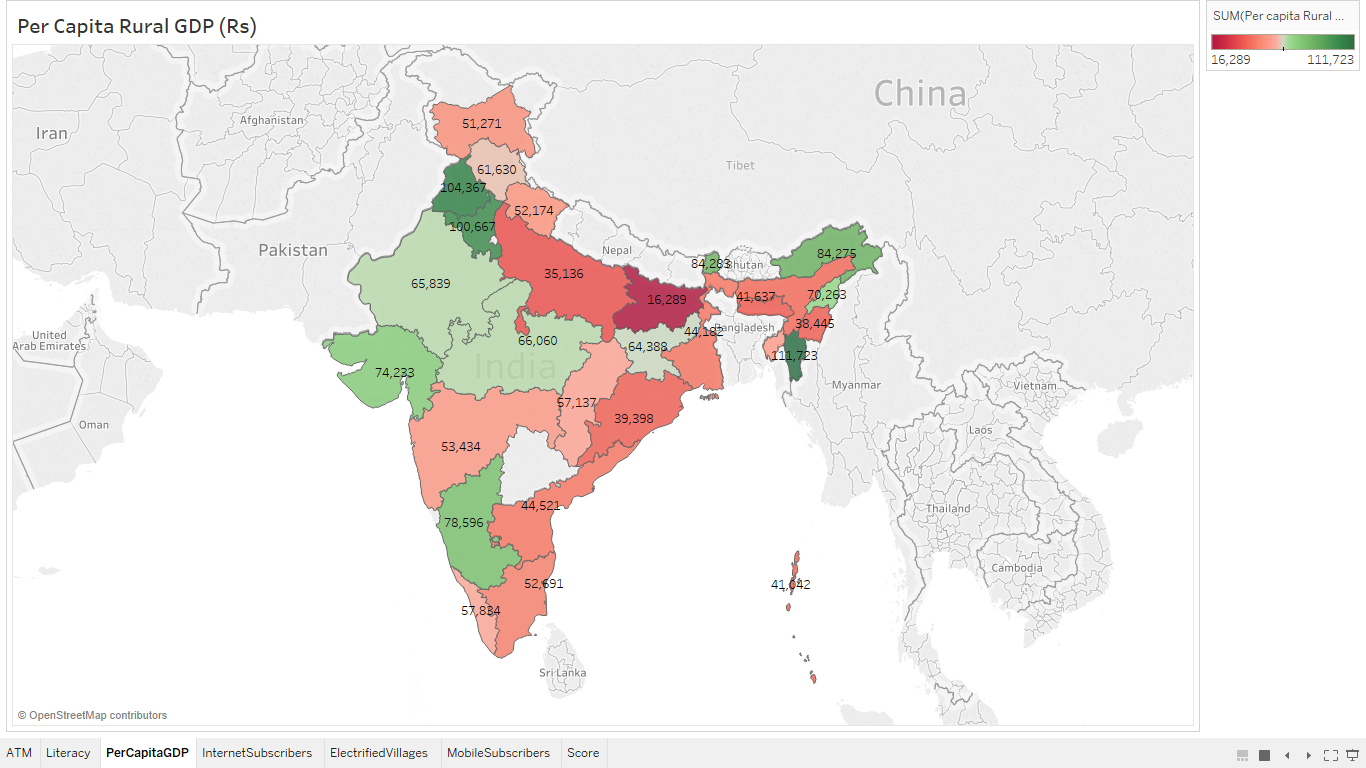 Per Capita Rural GDP (Rs)
SUM(Per capita Rural ...
16,289
111,723
China
Iran
Afghanistan
51,271
Tibet
61,630
104,367
52,174
100,667
Pakistan
Nepal
84,283
Bhutan
84,275
35,136
65,839
16,289
41,637
70,263
38,445
44,182
Bangladesh
United
Arab Emirates
66,060
64,388
111,723
India
74,233
Myanmar
Vietnam
57,137
Oman
39,398
Laos
53,434
44,521
Thailand
78,596
Cambodia
52,691
41,042
57,834
Sri Lanka
© OpenStreetMap contributors
ATM Literacy PerCapitaGDP InternetSubscribers ElectrifiedVillages MobileSubscribers Score